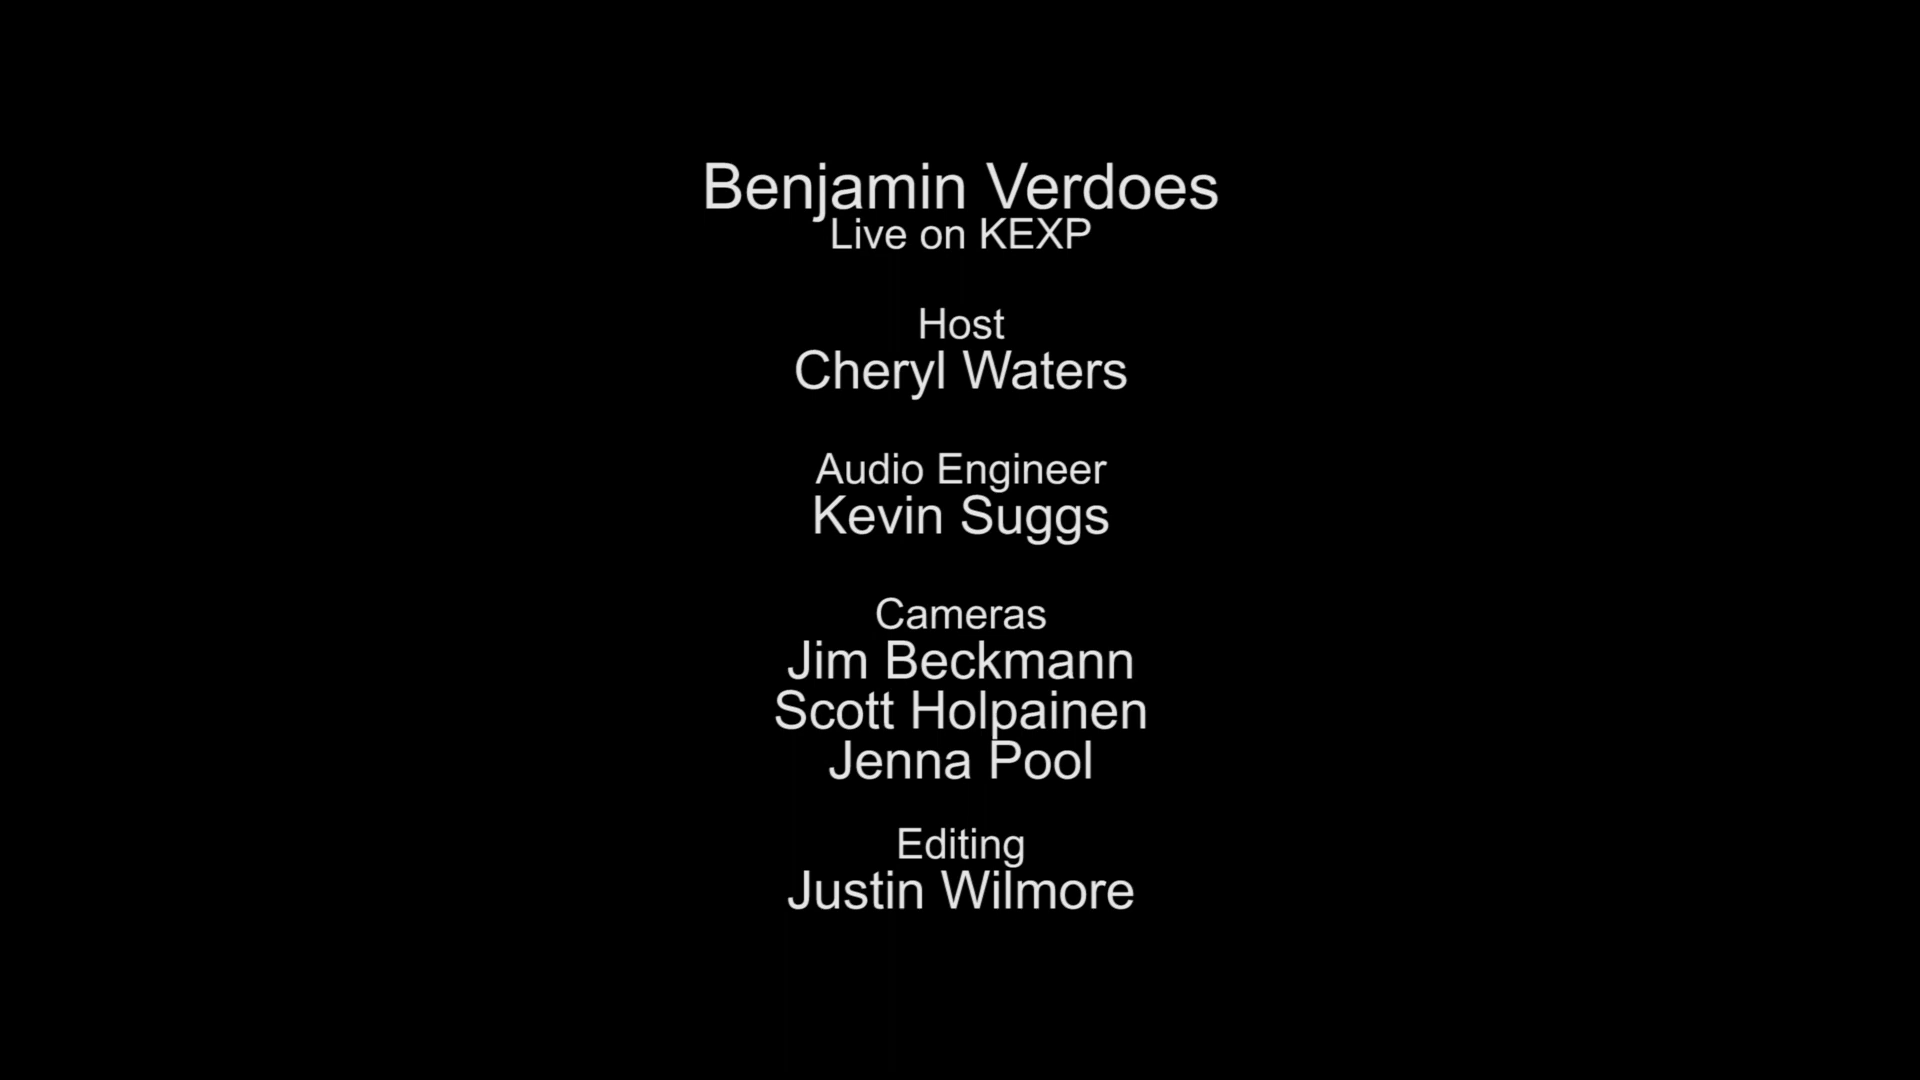 Benjamin Verdoes
Live on KEXP
Host
Cheryl Waters
Audio Engineer
Kevin Suggs
Cameras
Jim Beckmann
Scott Holpainen
Jenna Pool
Editing
Justin Wilmore